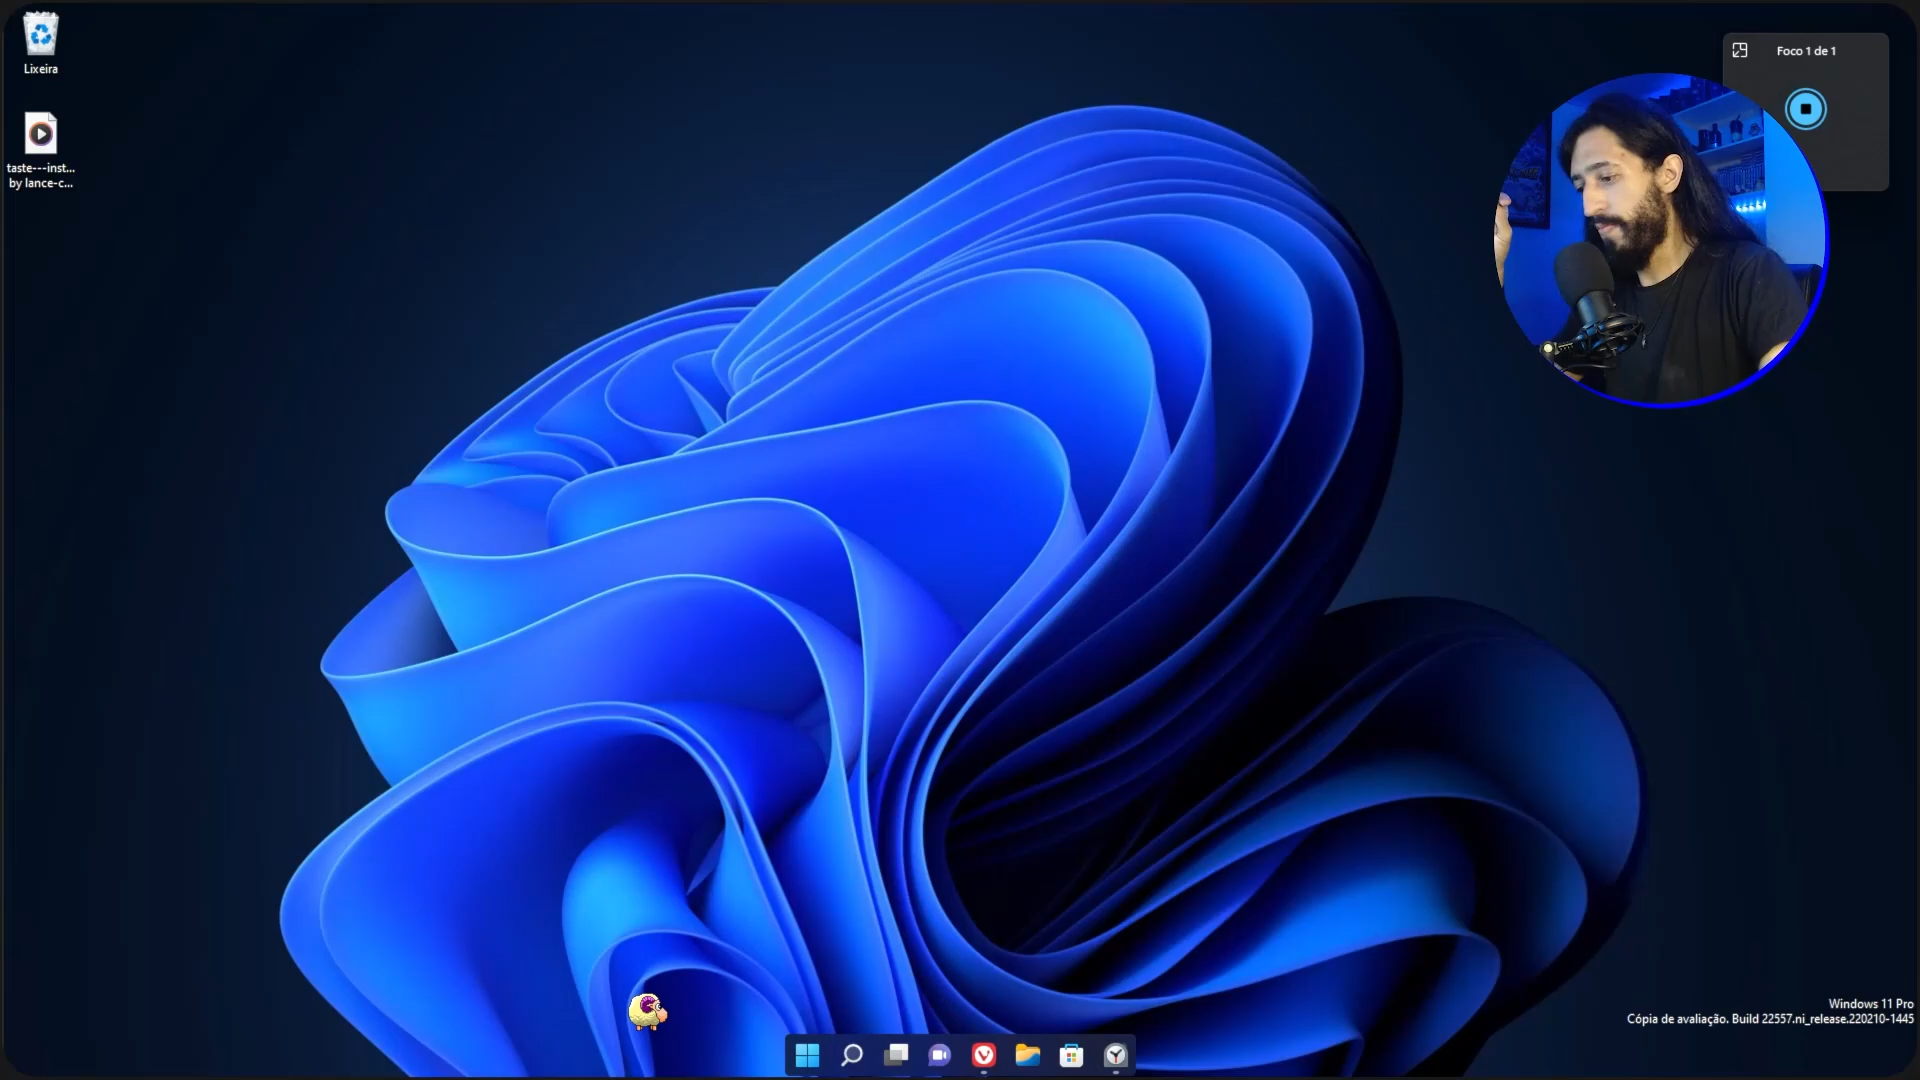 Lixeira
taste---inst...
by lance-c...
Foco 1 de 1
Windows 11 Pro
Cópia de avaliação. Build 22557.ni_release.220210-1445